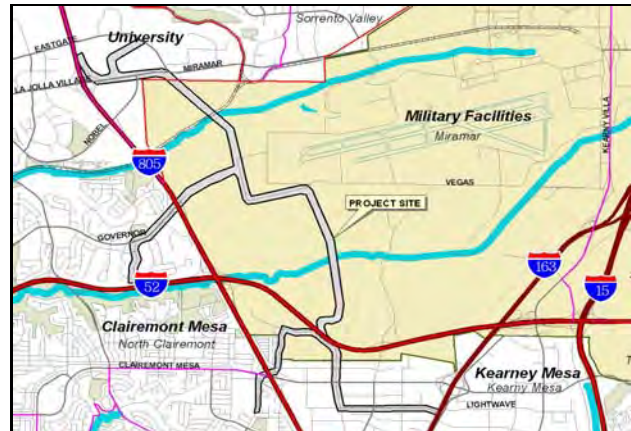 Sorrento Valley
University
EASTGATE
MIRAMAR
LA JOLLA VILLAGE
NOBEL
Military Facilities
Miramar
KEARNY VILLA
805
VEGAS
PROJECT SITE
GOVERNOR
52
163
15
Clairemont Mesa
North Clairemont
CLAIREMONT MESA
Kearney Mesa
Kearny Mesa
LIGHTWAVE
T